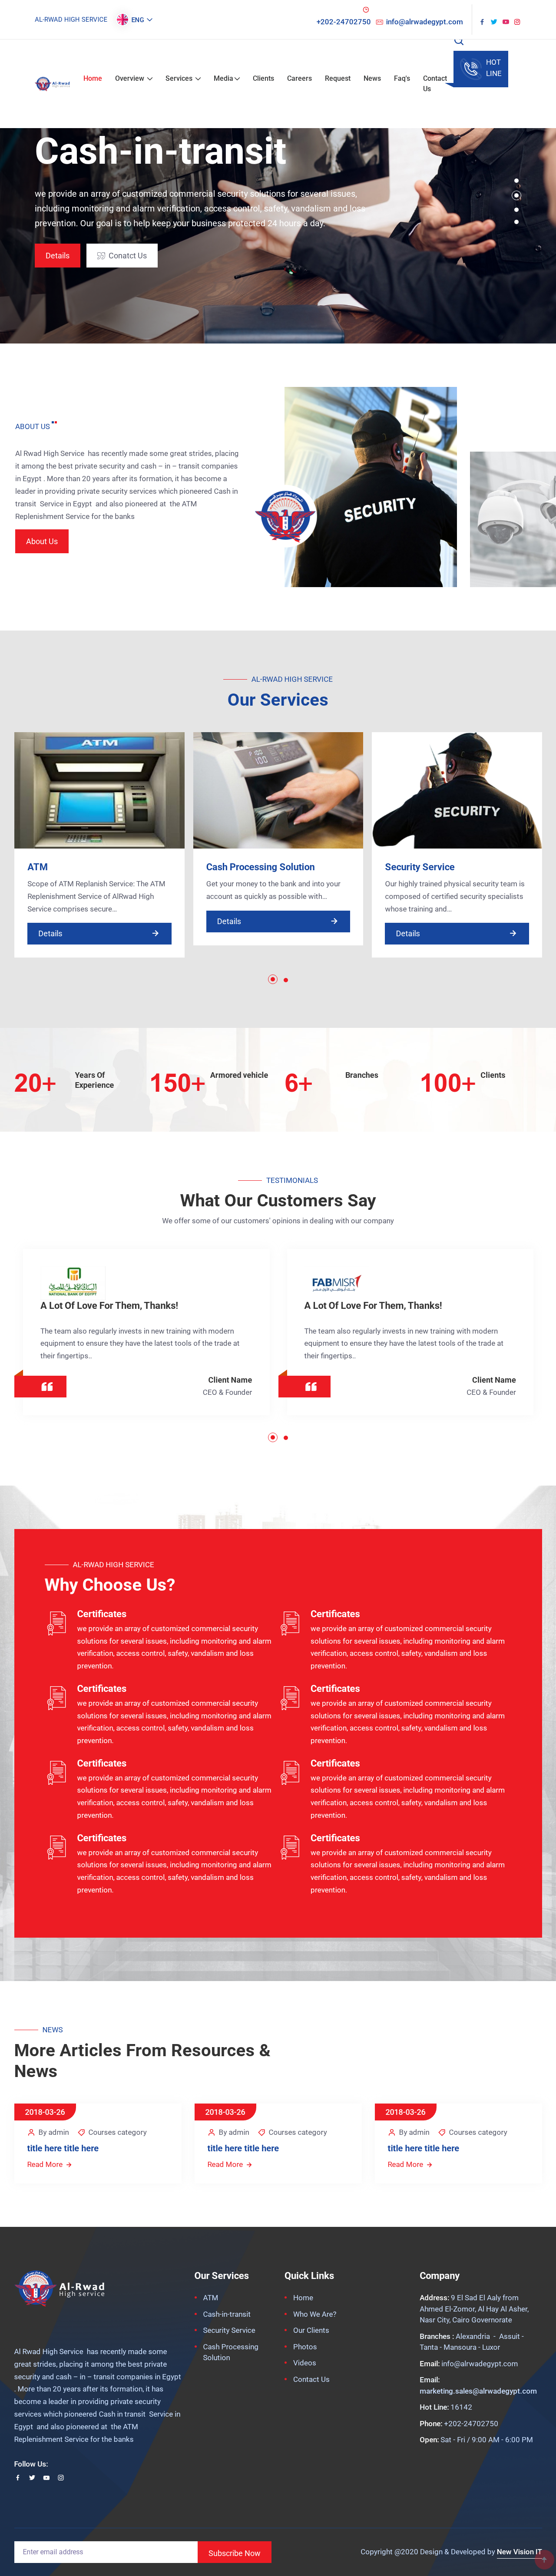 AL-RWAD HIGH SERVICE ENG
+202-24702750 info@alrwadegypt.com
Al-Rwad
Home Overview Services Media Clients Careers Request News Faq's Contact Us
HOT LINE
Cash-in-transit
we provide an array of customized commercial security solutions for several issues,
including monitoring and alarm verification, access control, safety, vandalism and loss
prevention. Our goal is to help keep your business protected 24 hours a day.
Details Conatct Us
ABOUT US
Al Rwad High Service has recently made some great strides, placing
it among the best private security and cash – in – transit companies
in Egypt . More than 20 years after its formation, it has become a
leader in providing private security services which pioneered Cash in
transit Service in Egypt and also pioneered at the ATM
Replenishment Service for the banks
About Us
B
SECURITY
AL-RWAD HIGH SERVICE
Our Services
ATM
SECURITY
ATM
Scope of ATM Replanish Service: The ATM
Replenishment Service of AlRwad High
Service comprises secure...
Details
Cash Processing Solution
Get your money to the bank and into your
account as quickly as possible with...
Details
Security Service
Our highly trained physical security team is
composed of certified security specialists
whose training and...
Details
20+ Years Of Experience
150+ Armored vehicle
6+ Branches
100+ Clients
TESTIMONIALS
What Our Customers Say
We offer some of our customers' opinions in dealing with our company
NATIONAL BANK OF EGYPT
A Lot Of Love For Them, Thanks!
The team also regularly invests in new training with modern
equipment to ensure they have the latest tools of the trade at
their fingertips..
Client Name
CEO & Founder
FABMISR
A Lot Of Love For Them, Thanks!
The team also regularly invests in new training with modern
equipment to ensure they have the latest tools of the trade at
their fingertips..
Client Name
CEO & Founder
AL-RWAD HIGH SERVICE
Why Choose Us?
Certificates
we provide an array of customized commercial security
solutions for several issues, including monitoring and alarm
verification, access control, safety, vandalism and loss
prevention.
Certificates
we provide an array of customized commercial security
solutions for several issues, including monitoring and alarm
verification, access control, safety, vandalism and loss
prevention.
Certificates
we provide an array of customized commercial security
solutions for several issues, including monitoring and alarm
verification, access control, safety, vandalism and loss
prevention.
Certificates
we provide an array of customized commercial security
solutions for several issues, including monitoring and alarm
verification, access control, safety, vandalism and loss
prevention.
Certificates
we provide an array of customized commercial security
solutions for several issues, including monitoring and alarm
verification, access control, safety, vandalism and loss
prevention.
Certificates
we provide an array of customized commercial security
solutions for several issues, including monitoring and alarm
verification, access control, safety, vandalism and loss
prevention.
Certificates
we provide an array of customized commercial security
solutions for several issues, including monitoring and alarm
verification, access control, safety, vandalism and loss
prevention.
Certificates
we provide an array of customized commercial security
solutions for several issues, including monitoring and alarm
verification, access control, safety, vandalism and loss
prevention.
NEWS
More Articles From Resources &
News
2018-03-26
By admin Courses category
title here title here
Read More
2018-03-26
By admin Courses category
title here title here
Read More
2018-03-26
By admin Courses category
title here title here
Read More
Al-Rwad
High service
Al Rwad High Service has recently made some
great strides, placing it among the best private
security and cash – in – transit companies in Egypt
. More than 20 years after its formation, it has
become a leader in providing private security
services which pioneered Cash in transit Service in
Egypt and also pioneered at the ATM
Replenishment Service for the banks
Follow Us:
Our Services
ATM
Cash-in-transit
Security Service
Cash Processing
Solution
Quick Links
Home
Who We Are?
Our Clients
Photos
Videos
Contact Us
Company
Address: 9 El Sad El Aaly from
Ahmed El-Zomor, Al Hay Al Asher,
Nasr City, Cairo Governorate
Branches : Alexandria - Assuit -
Tanta - Mansoura - Luxor
Email: info@alrwadegypt.com
Email:
marketing.sales@alrwadegypt.com
Hot Line: 16142
Phone: +202-24702750
Open: Sat - Fri / 9:00 AM - 6:00 PM
Enter email address Subscribe Now
Copyright @2020 Design & Developed by New Vision IT